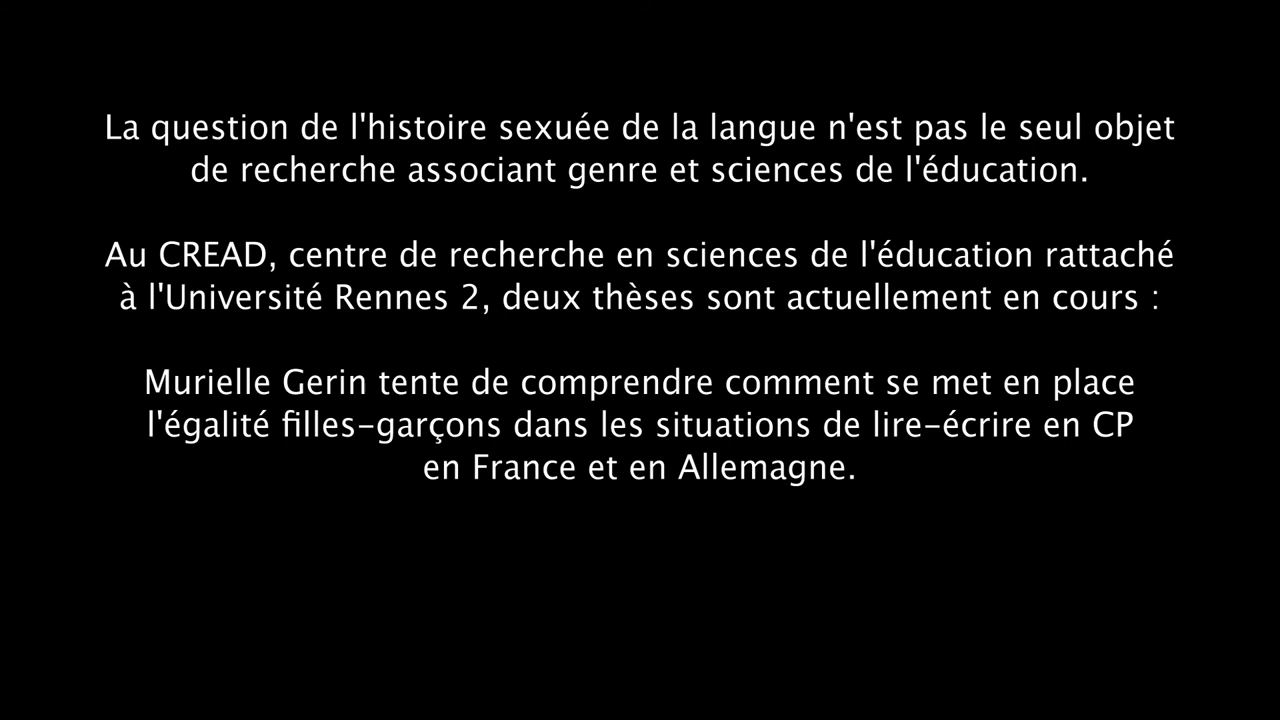 La question de l'histoire sexuée de la langue n'est pas le seul objet
de recherche associant genre et sciences de l'éducation.
Au CREAD, centre de recherche en sciences de l'éducation rattaché
à l'Université Rennes 2, deux thèses sont actuellement en cours :
Murielle Gerin tente de comprendre comment se met en place
l'égalité filles-garçons dans les situations de lire-écrire en CP
en France et en Allemagne.